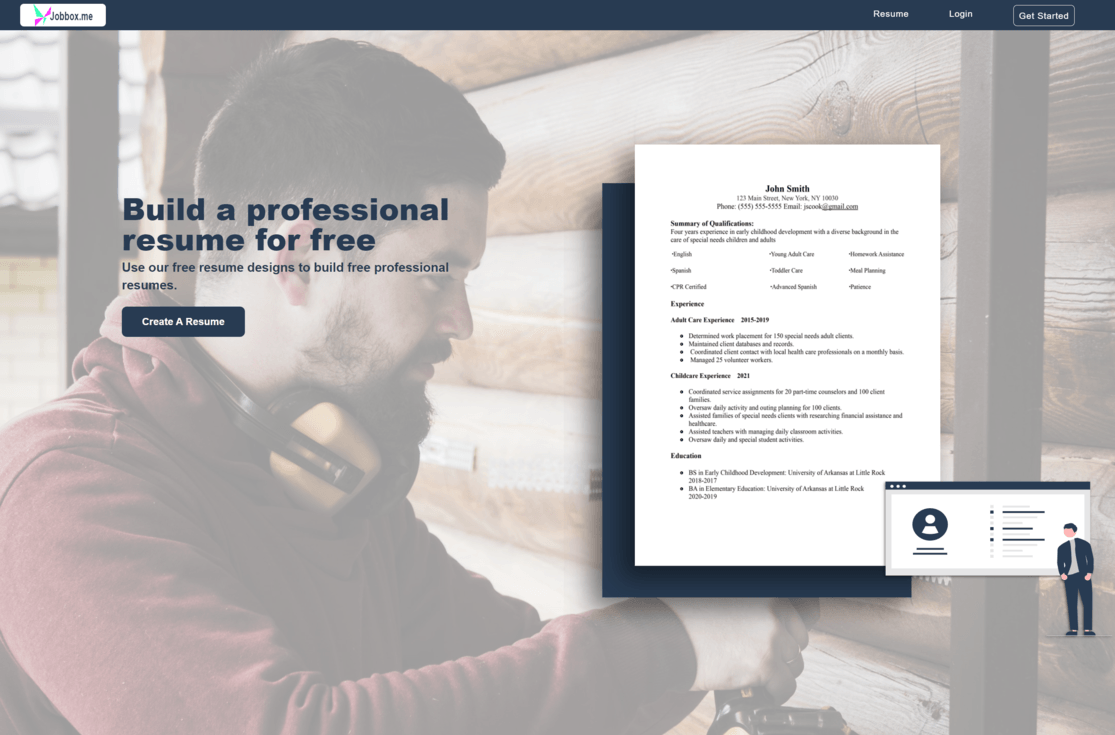 Jobbox.me
Resume
Login
Get Started
Build a professional
resume for free
Use our free resume designs to build free professional
resumes.
Create A Resume
John Smith
123 Main Street, New York, NY 10030
Phone: (555) 555-5555 Email: jscook@gmail.com
Summary of Qualifications:
Four years experience in early childhood development with a diverse background in the
care of special needs children and adults
·English ·Young Adult Care ·Homework Assistance
·Spanish ·Toddler Care ·Meal Planning
·CPR Certified ·Advanced Spanish ·Patience
Experience
Adult Care Experience 2015-2019
● Determined work placement for 150 special needs adult clients.
● Maintained client databases and records.
● Coordinated client contact with local health care professionals on a monthly basis.
● Managed 25 volunteer workers.
Childcare Experience 2021
● Coordinated service assignments for 20 part-time counselors and 100 client
families.
● Oversaw daily activity and outing planning for 100 clients.
● Assisted families of special needs clients with researching financial assistance and
healthcare.
● Assisted teachers with managing daily classroom activities.
● Oversaw daily and special student activities.
Education
● BS in Early Childhood Development: University of Arkansas at Little Rock
2018-2017
● BA in Elementary Education: University of Arkansas at Little Rock
2020-2019